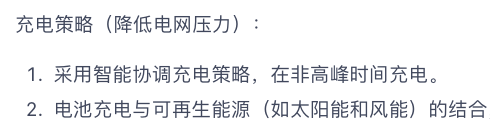 充电策略（降低电网压力）：
1. 采用智能协调充电策略，在非高峰时间充电。
2. 电池充电与可再生能源（如太阳能和风能）的结合